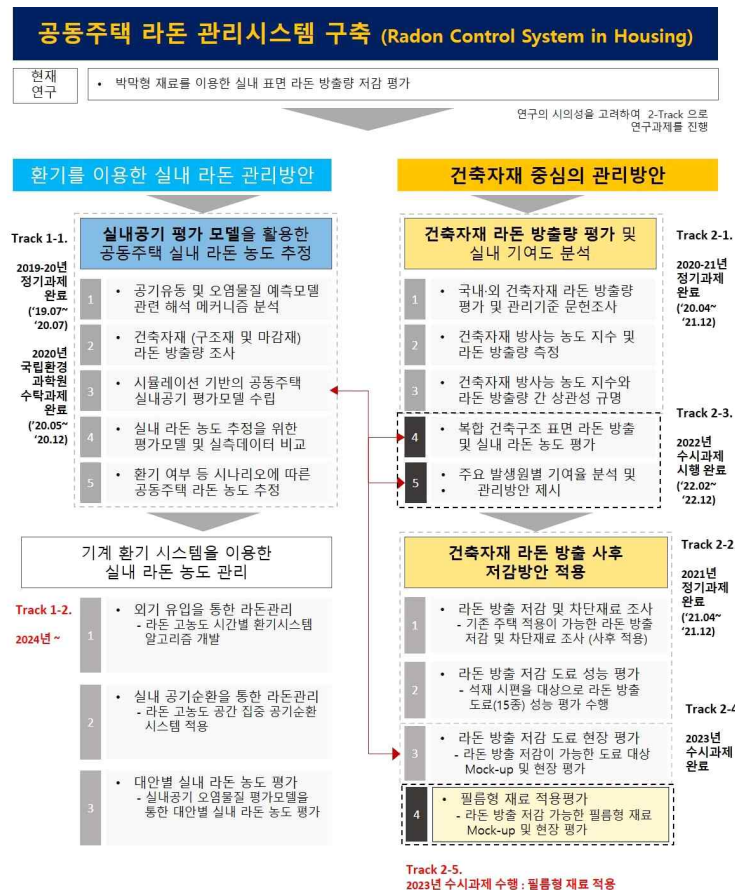 공동주택 라돈 관리시스템 구축 (Radon Control System in Housing)
현재
연구
• 박막형 재료를 이용한 실내 표면 라돈 방출량 저감 평가
연구의 시의성을 고려하여 2-Track 으로
연구과제를 진행
환기를 이용한 실내 라돈 관리방안
Track 1-1.
2019-20년
정기과제
완료
('19.07~
'20.07)
2020년
국립환경
과학원
수탁과제
완료
('20.05~
'20.12)
실내공기 평가 모델을 활용한
공동주택 실내 라돈 농도 추정
1
• 공기유동 및 오염물질 예측모델
관련 해석 메커니즘 분석
2
• 건축자재 (구조재 및 마감재)
라돈 방출량 조사
3
• 시뮬레이션 기반의 공동주택
실내공기 평가모델 수립
4
• 실내 라돈 농도 추정을 위한
평가모델 및 실측데이터 비교
5
• 환기 여부 등 시나리오에 따른
공동주택 라돈 농도 추정
기계 환기 시스템을 이용한
실내 라돈 농도 관리
Track 1-2.
2024년 ~
1
• 외기 유입을 통한 라돈관리
- 라돈 고농도 시간별 환기시스템
알고리즘 개발
2
• 실내 공기순환을 통한 라돈관리
- 라돈 고농도 공간 집중 공기순환
시스템 적용
3
• 대안별 실내 라돈 농도 평가
- 실내공기 오염물질 평가모델을
통한 대안별 실내 라돈 농도 평가
건축자재 중심의 관리방안
건축자재 라돈 방출량 평가 및
실내 기여도 분석
Track 2-1.
2020-21년
정기과제
완료
('20.04~
'21.12)
1
• 국내·외 건축자재 라돈 방출량
평가 및 관리기준 문헌조사
2
• 건축자재 방사능 농도 지수 및
라돈 방출량 측정
3
• 건축자재 방사능 농도 지수와
라돈 방출량 간 상관성 규명
Track 2-3.
2022년
수시과제
시행 완료
('22.02~
'22.12)
4
• 복합 건축구조 표면 라돈 방출
및 실내 라돈 농도 평가
5
• 주요 발생원별 기여율 분석 및
• 관리방안 제시
건축자재 라돈 방출 사후
저감방안 적용
Track 2-2
2021년
정기과제
완료
('21.04~
'21.12)
1
• 라돈 방출 저감 및 차단재료 조사
- 기존 주택 적용이 가능한 라돈 방출
저감 및 차단재료 조사 (사후 적용)
2
• 라돈 방출 저감 도료 성능 평가
- 석재 시편을 대상으로 라돈 방출
도료(15종) 성능 평가 수행
Track 2-4
2023년
수시과제
완료
3
• 라돈 방출 저감 도료 현장 평가
- 라돈 방출 저감이 가능한 도료 대상
Mock-up 및 현장 평가
4
• 필름형 재료 적용평가
- 라돈 방출 저감 가능한 필름형 재료
Mock-up 및 현장 평가
Track 2-5.
2023년 수시과제 수행 : 필름형 재료 적용